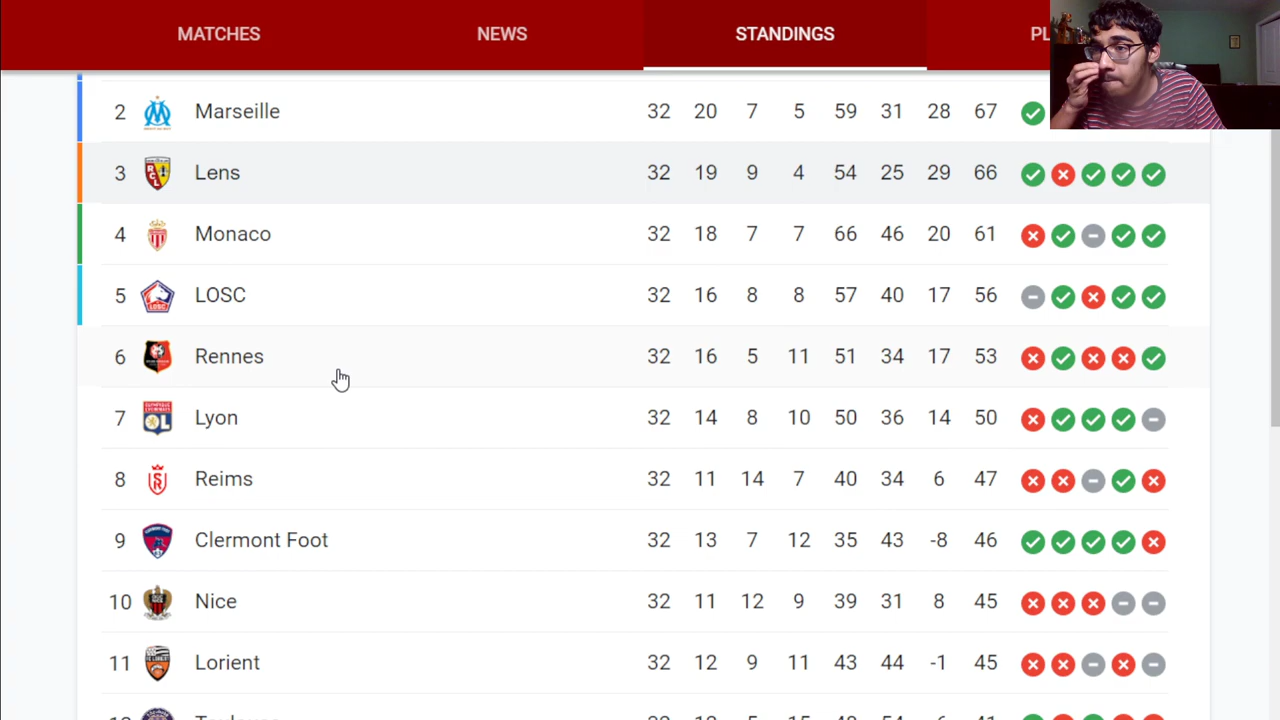 MATCHES NEWS STANDINGS
2 Marseille 32 20 7 5 59 31 28 67
3 Lens 32 19 9 4 54 25 29 66
4 Monaco 32 18 7 7 66 46 20 61
5 LOSC 32 16 8 8 57 40 17 56
6 Rennes 32 16 5 11 51 34 17 53
7 Lyon 32 14 8 10 50 36 14 50
8 Reims 32 11 14 7 40 34 6 47
9 Clermont Foot 32 13 7 12 35 43 -8 46
10 Nice 32 11 12 9 39 31 8 45
11 Lorient 32 12 9 11 43 44 -1 45